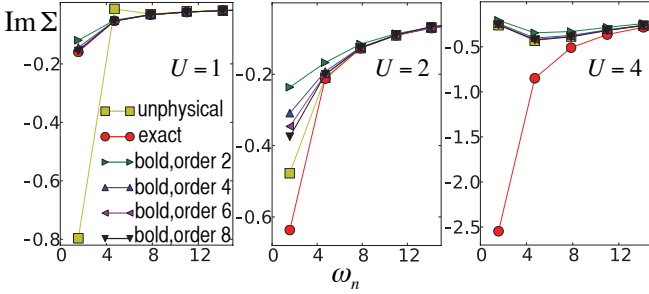 Im Σ
U = 1
U = 2
U = 4
unphysical
exact
bold,order 2
bold,order 4
bold,order 6
bold,order 8
−0.2
−0.4
−0.6
−0.8
0 4 8 12
−0.2
−0.4
−0.6
0 4 8 12
−0.5
−1.0
−1.5
−2.0
−2.5
0 4 8 12
ωn